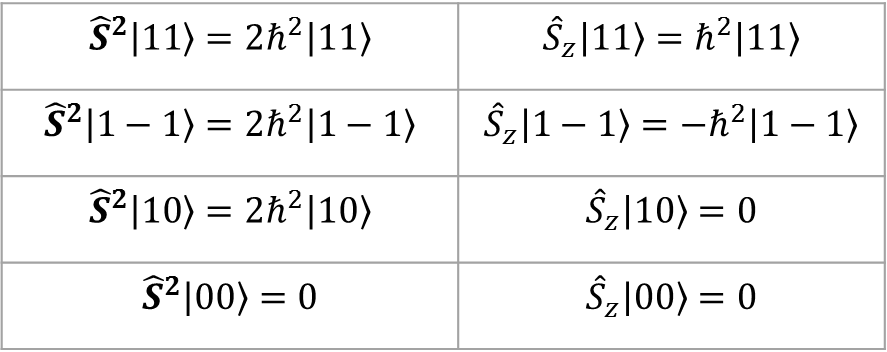 𝑺̂²|11⟩ = 2ħ²|11⟩ Ŝ_z|11⟩ = ħ²|11⟩
𝑺̂²|1 − 1⟩ = 2ħ²|1 − 1⟩ Ŝ_z|1 − 1⟩ = −ħ²|1 − 1⟩
𝑺̂²|10⟩ = 2ħ²|10⟩ Ŝ_z|10⟩ = 0
𝑺̂²|00⟩ = 0 Ŝ_z|00⟩ = 0